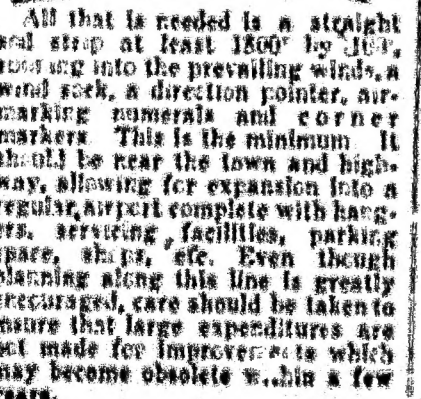 All that is needed is a straight
and strip at least 1800' by
into the prevailing winds, a
wind sock, a direction pointer, air-
marking numerals and corner
markers. This is the minimum. It
should be near the town and high-
way, allowing for expansion into a
regular, airport complete with hang-
ers, servicing, facilities, parking
space, shops, etc. Even though
planning along this line is greatly
encouraged, care should be taken to
ensure that large expenditures are
not made for improvements which
may become obsolete within a few
years.